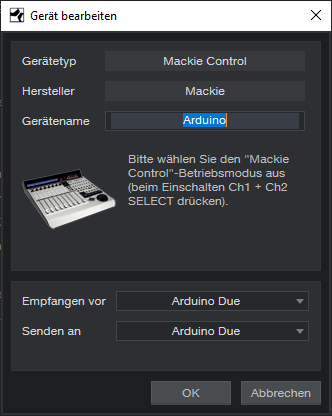 Gerät bearbeiten
Gerätetyp
Mackie Control
Hersteller
Mackie
Gerätename
Arduino
Bitte wählen Sie den "Mackie
Control"-Betriebsmodus aus
(beim Einschalten Ch1 + Ch2
SELECT drücken).
Empfangen vor
Arduino Due
Senden an
Arduino Due
OK
Abbrechen